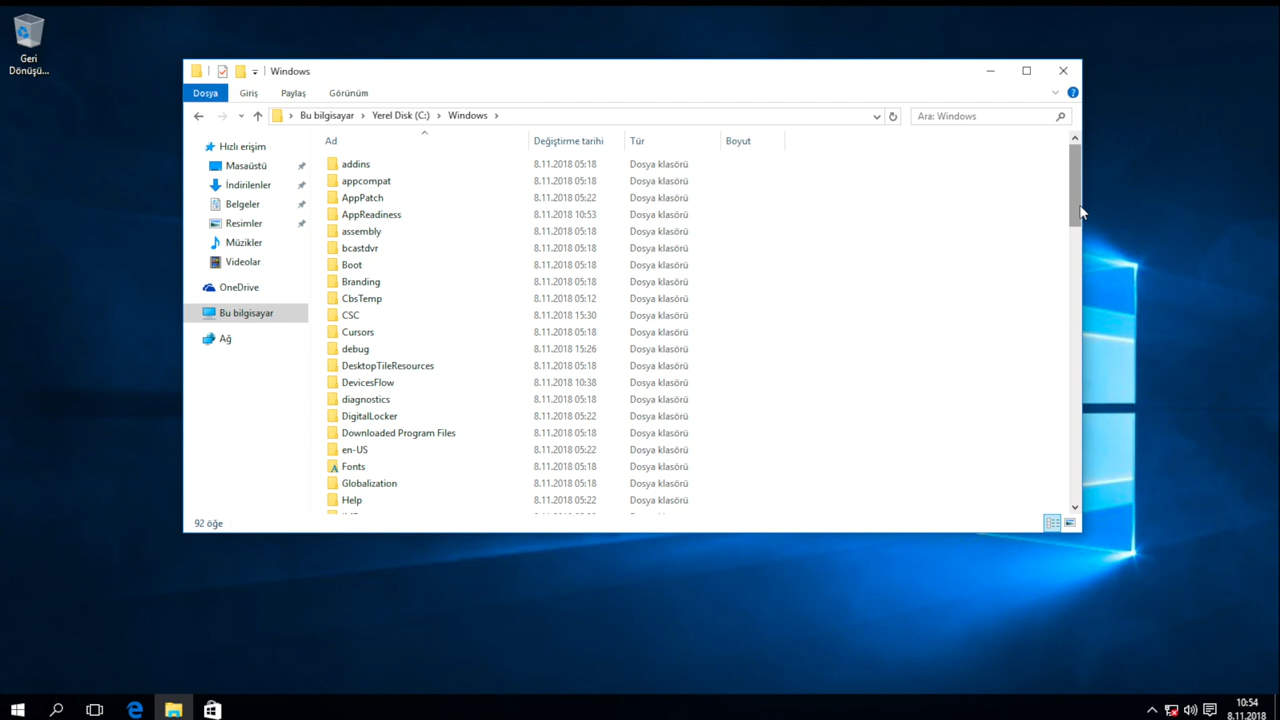 Geri
Dönüşü...
Windows
Dosya
Giriş
Paylaş
Görünüm
Bu bilgisayar
Yerel Disk (C:)
Windows
Ara: Windows
Hızlı erişim
Masaüstü
İndirilenler
Belgeler
Resimler
Müzikler
Videolar
OneDrive
Bu bilgisayar
Ağ
Ad Değiştirme tarihi Tür Boyut
addins 8.11.2018 05:18 Dosya klasörü
appcompat 8.11.2018 05:18 Dosya klasörü
AppPatch 8.11.2018 05:22 Dosya klasörü
AppReadiness 8.11.2018 10:53 Dosya klasörü
assembly 8.11.2018 05:18 Dosya klasörü
bcastdvr 8.11.2018 05:18 Dosya klasörü
Boot 8.11.2018 05:18 Dosya klasörü
Branding 8.11.2018 05:18 Dosya klasörü
CbsTemp 8.11.2018 05:12 Dosya klasörü
CSC 8.11.2018 15:30 Dosya klasörü
Cursors 8.11.2018 05:18 Dosya klasörü
debug 8.11.2018 15:26 Dosya klasörü
DesktopTileResources 8.11.2018 05:18 Dosya klasörü
DevicesFlow 8.11.2018 10:38 Dosya klasörü
diagnostics 8.11.2018 05:18 Dosya klasörü
DigitalLocker 8.11.2018 05:22 Dosya klasörü
Downloaded Program Files 8.11.2018 05:18 Dosya klasörü
en-US 8.11.2018 05:22 Dosya klasörü
Fonts 8.11.2018 05:18 Dosya klasörü
Globalization 8.11.2018 05:18 Dosya klasörü
Help 8.11.2018 05:22 Dosya klasörü
92 öğe
10:54
8.11.2018